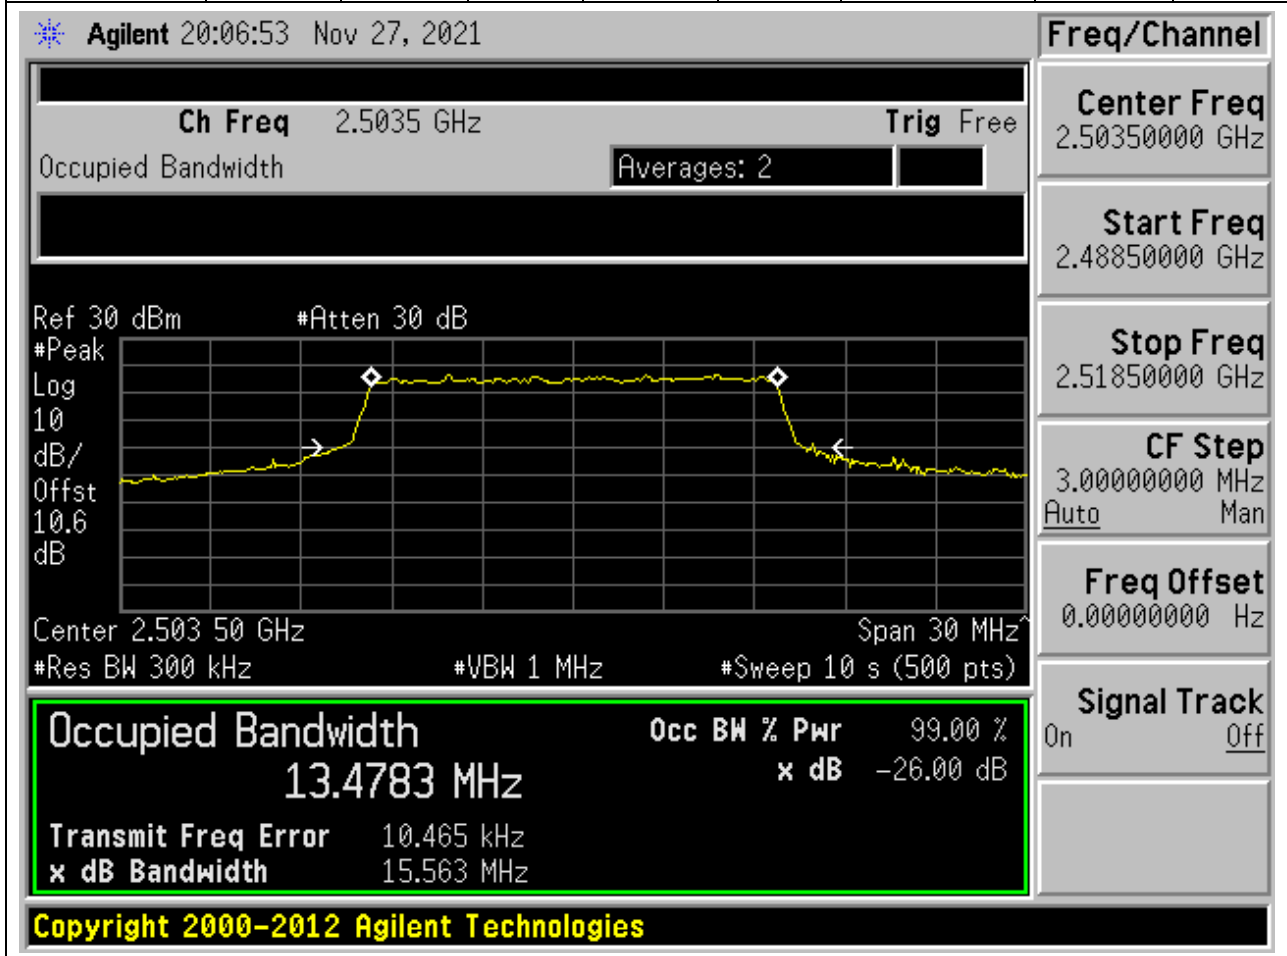 Agilent 20:06:53 Nov 27, 2021
Freq/Channel
Ch Freq 2.5035 GHz Trig Free
Occupied Bandwidth Averages: 2
Center Freq
2.50350000 GHz
Start Freq
2.48850000 GHz
Stop Freq
2.51850000 GHz
CF Step
3.00000000 MHz
Auto Man
Freq Offset
0.00000000 Hz
Signal Track
On Off
Ref 30 dBm #Atten 30 dB
#Peak
Log
10
dB/
Offst
10.6
dB
Center 2.503 50 GHz Span 30 MHz^
#Res BW 300 kHz #VBW 1 MHz #Sweep 10 s (500 pts)
Occupied Bandwidth Occ BW % Pwr 99.00 %
13.4783 MHz x dB -26.00 dB
Transmit Freq Error 10.465 kHz
x dB Bandwidth 15.563 MHz
Copyright 2000-2012 Agilent Technologies